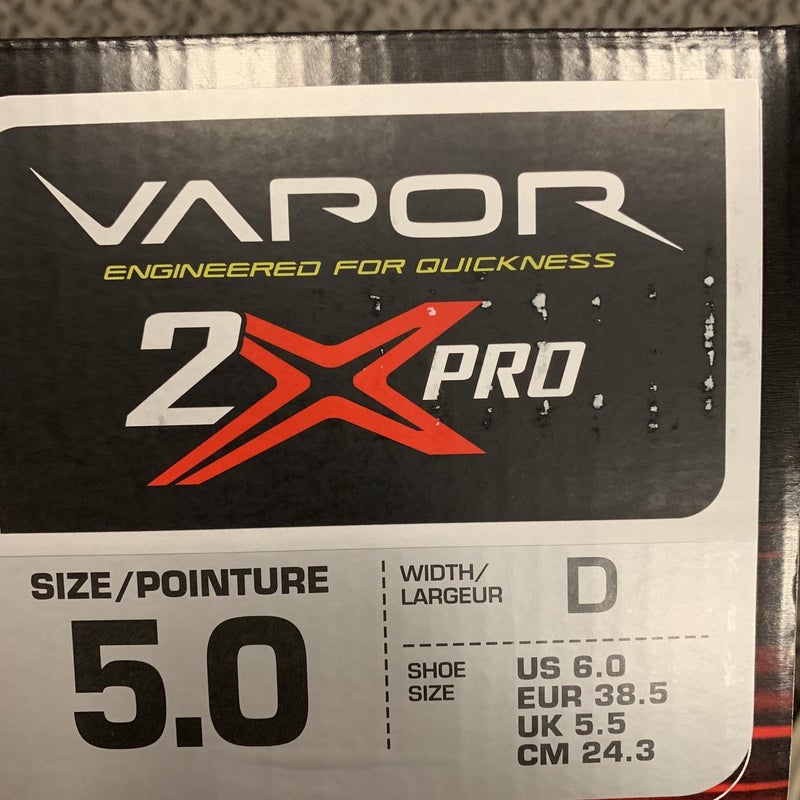 VAPOR
ENGINEERED FOR QUICKNESS
2X PRO
SIZE/POINTURE
5.0
WIDTH/
LARGEUR
D
SHOE
SIZE
US 6.0
EUR 38.5
UK 5.5
CM 24.3